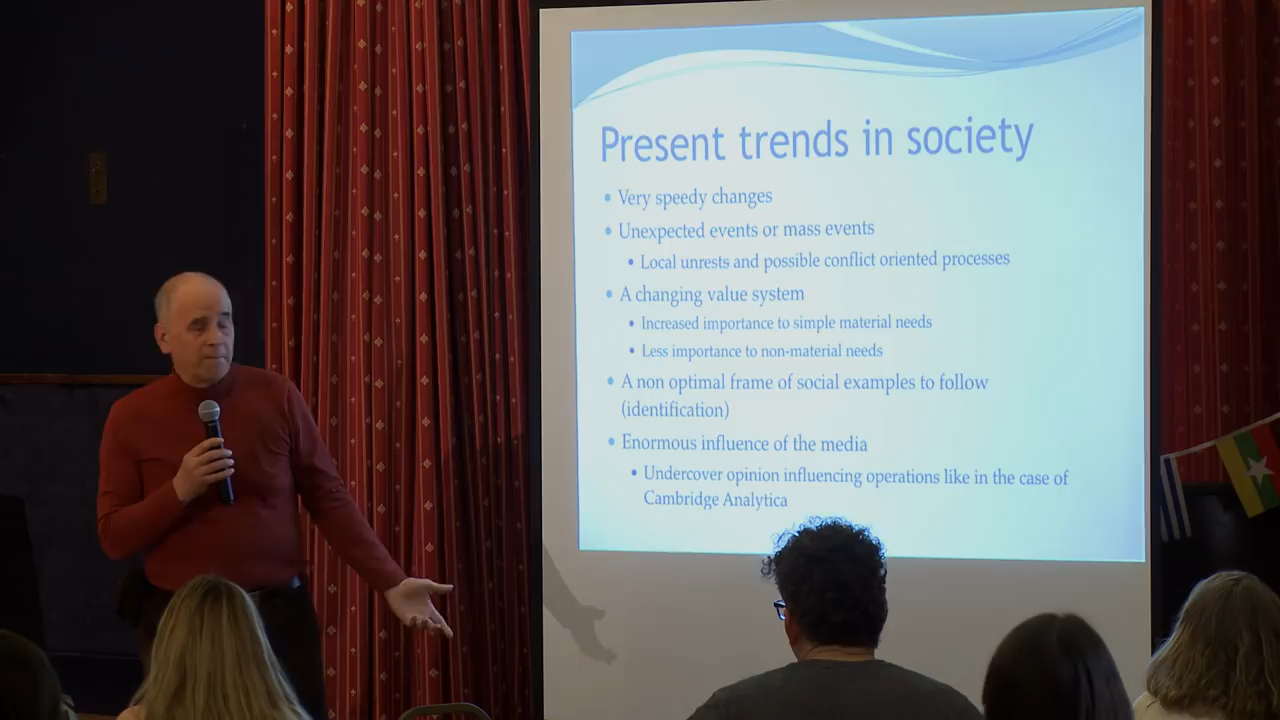 Present trends in society
• Very speedy changes
• Unexpected events or mass events
• Local unrests and possible conflict oriented processes
• A changing value system
• Increased importance to simple material needs
• Less importance to non-material needs
• A non optimal frame of social examples to follow
(identification)
• Enormous influence of the media
• Undercover opinion influencing operations like in the case of
Cambridge Analytica